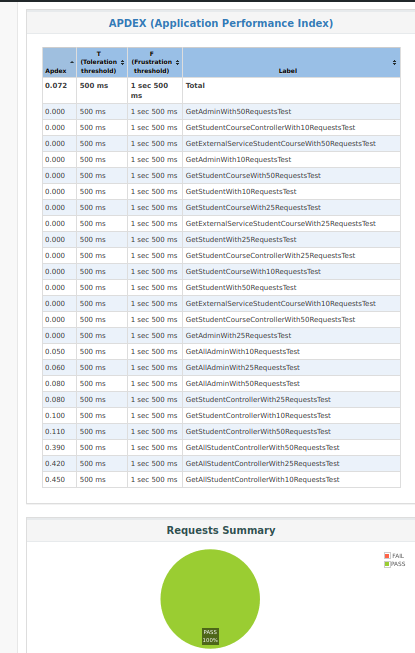 APDEX (Application Performance Index)
Apdex T (Toleration threshold) F (Frustration threshold) Label
0.072 500 ms 1 sec 500 ms Total
0.000 500 ms 1 sec 500 ms GetAdminWith50RequestsTest
0.000 500 ms 1 sec 500 ms GetStudentCourseControllerWith10RequestsTest
0.000 500 ms 1 sec 500 ms GetExternalServiceStudentCourseWith50RequestsTest
0.000 500 ms 1 sec 500 ms GetAdminWith10RequestsTest
0.000 500 ms 1 sec 500 ms GetStudentCourseWith50RequestsTest
0.000 500 ms 1 sec 500 ms GetStudentWith10RequestsTest
0.000 500 ms 1 sec 500 ms GetStudentCourseWith25RequestsTest
0.000 500 ms 1 sec 500 ms GetExternalServiceStudentCourseWith25RequestsTest
0.000 500 ms 1 sec 500 ms GetStudentWith25RequestsTest
0.000 500 ms 1 sec 500 ms GetStudentCourseControllerWith25RequestsTest
0.000 500 ms 1 sec 500 ms GetStudentCourseWith10RequestsTest
0.000 500 ms 1 sec 500 ms GetStudentWith50RequestsTest
0.000 500 ms 1 sec 500 ms GetExternalServiceStudentCourseWith10RequestsTest
0.000 500 ms 1 sec 500 ms GetStudentCourseControllerWith50RequestsTest
0.000 500 ms 1 sec 500 ms GetAdminWith25RequestsTest
0.050 500 ms 1 sec 500 ms GetAllAdminWith10RequestsTest
0.060 500 ms 1 sec 500 ms GetAllAdminWith25RequestsTest
0.080 500 ms 1 sec 500 ms GetAllAdminWith50RequestsTest
0.080 500 ms 1 sec 500 ms GetStudentControllerWith25RequestsTest
0.100 500 ms 1 sec 500 ms GetStudentControllerWith10RequestsTest
0.110 500 ms 1 sec 500 ms GetStudentControllerWith50RequestsTest
0.390 500 ms 1 sec 500 ms GetAllStudentControllerWith50RequestsTest
0.420 500 ms 1 sec 500 ms GetAllStudentControllerWith25RequestsTest
0.450 500 ms 1 sec 500 ms GetAllStudentControllerWith10RequestsTest
Requests Summary
FAIL
PASS
PASS
100%